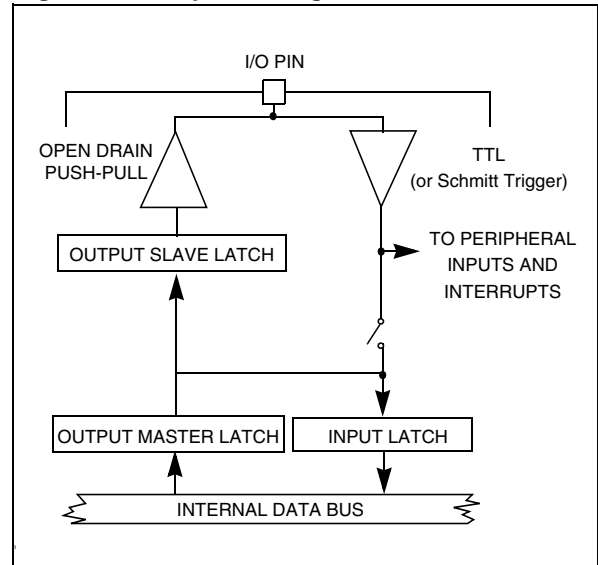 I/O PIN
OPEN DRAIN
PUSH-PULL
TTL
(or Schmitt Trigger)
TO PERIPHERAL
INPUTS AND
INTERRUPTS
OUTPUT SLAVE LATCH
OUTPUT MASTER LATCH
INPUT LATCH
INTERNAL DATA BUS